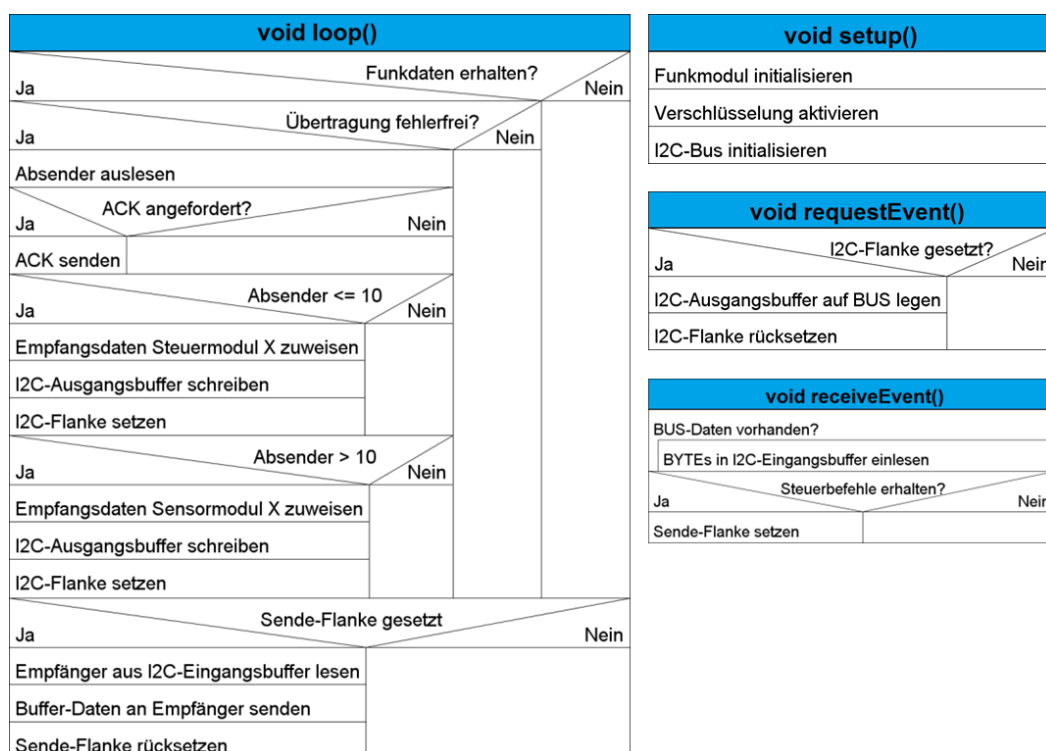 void loop()
Funkdaten erhalten?
Ja
Nein
Übertragung fehlerfrei?
Ja
Nein
Absender auslesen
ACK angefordert?
Ja
Nein
ACK senden
Absender <= 10
Ja
Nein
Empfangsdaten Steuermodul X zuweisen
I2C-Ausgangsbuffer schreiben
I2C-Flanke setzen
Absender > 10
Ja
Nein
Empfangsdaten Sensormodul X zuweisen
I2C-Ausgangsbuffer schreiben
I2C-Flanke setzen
Sende-Flanke gesetzt
Ja
Nein
Empfänger aus I2C-Eingangsbuffer lesen
Buffer-Daten an Empfänger senden
Sende-Flanke rücksetzen
void setup()
Funkmodul initialisieren
Verschlüsselung aktivieren
I2C-Bus initialisieren
void requestEvent()
I2C-Flanke gesetzt?
Ja
Nein
I2C-Ausgangsbuffer auf BUS legen
I2C-Flanke rücksetzen
void receiveEvent()
BUS-Daten vorhanden?
BYTEs in I2C-Eingangsbuffer einlesen
Steuerbefehle erhalten?
Ja
Nein
Sende-Flanke setzen